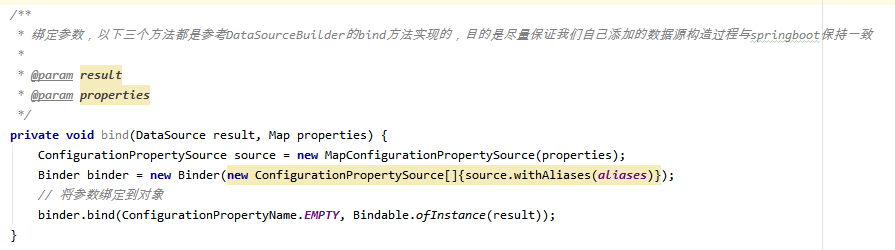 /**
 * 绑定参数，以下三个方法都是参考DataSourceBuilder的bind方法实现的，目的是尽量保证我们自己添加的数据源构造过程与springboot保持一致
 *
 * @param result
 * @param properties
 */
private void bind(DataSource result, Map properties) {
    ConfigurationPropertySource source = new MapConfigurationPropertySource(properties);
    Binder binder = new Binder(new ConfigurationPropertySource[]{source.withAliases(aliases)});
    // 将参数绑定到对象
    binder.bind(ConfigurationPropertyName.EMPTY, Bindable.ofInstance(result));
}